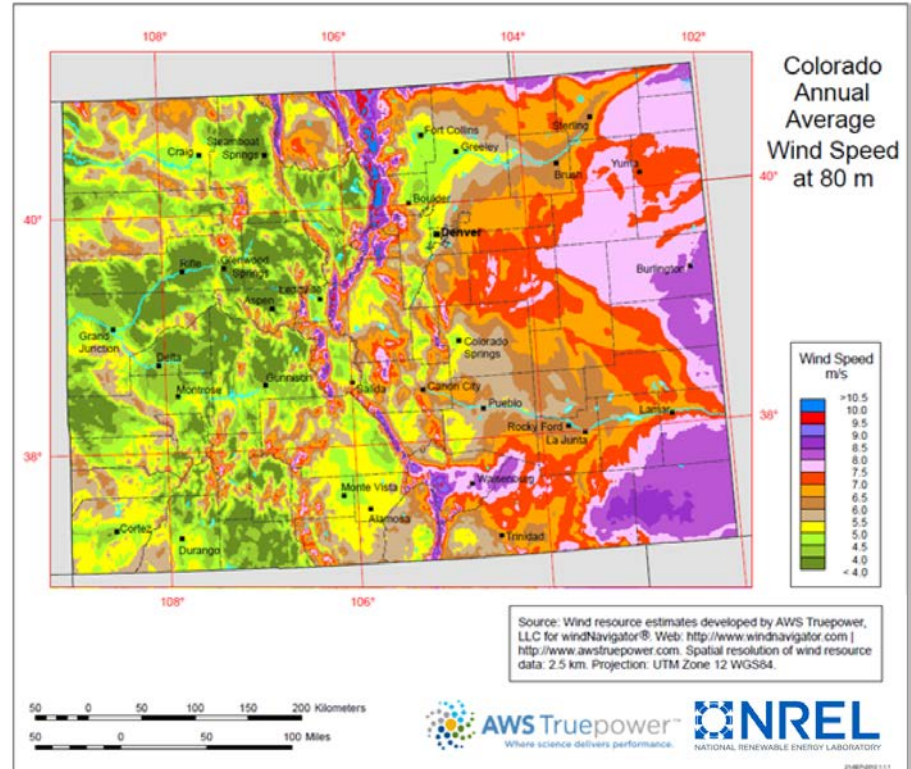 Colorado
Annual
Average
Wind Speed
at 80 m
108°
106°
104°
102°
Fort Collins
Sterling
Steamboat
Springs
Craig
Greeley
Yuma
Brush
40°
Boulder
40°
Denver
Glenwood
Springs
Rifle
Burlington
Leadville
Aspen
Grand
Junction
Colorado
Springs
Delta
Gunnison
Salida
Canon City
Montrose
Pueblo
Lamar
38°
Rocky Ford
La Junta
38°
Walsenburg
Monte Vista
Alamosa
Cortez
Durango
Trinidad
108°
106°
Wind Speed
m/s
>10.5
10.0
9.5
9.0
8.5
8.0
7.5
7.0
6.5
6.0
5.5
5.0
4.5
4.0
< 4.0
Source: Wind resource estimates developed by AWS Truepower,
LLC for windNavigator®. Web: http://www.windnavigator.com |
http://www.awstruepower.com. Spatial resolution of wind resource
data: 2.5 km. Projection: UTM Zone 12 WGS84.
50 0 50 100 150 200 Kilometers
50 0 50 100 Miles
AWS Truepower™
Where science delivers performance.
NREL
NATIONAL RENEWABLE ENERGY LABORATORY